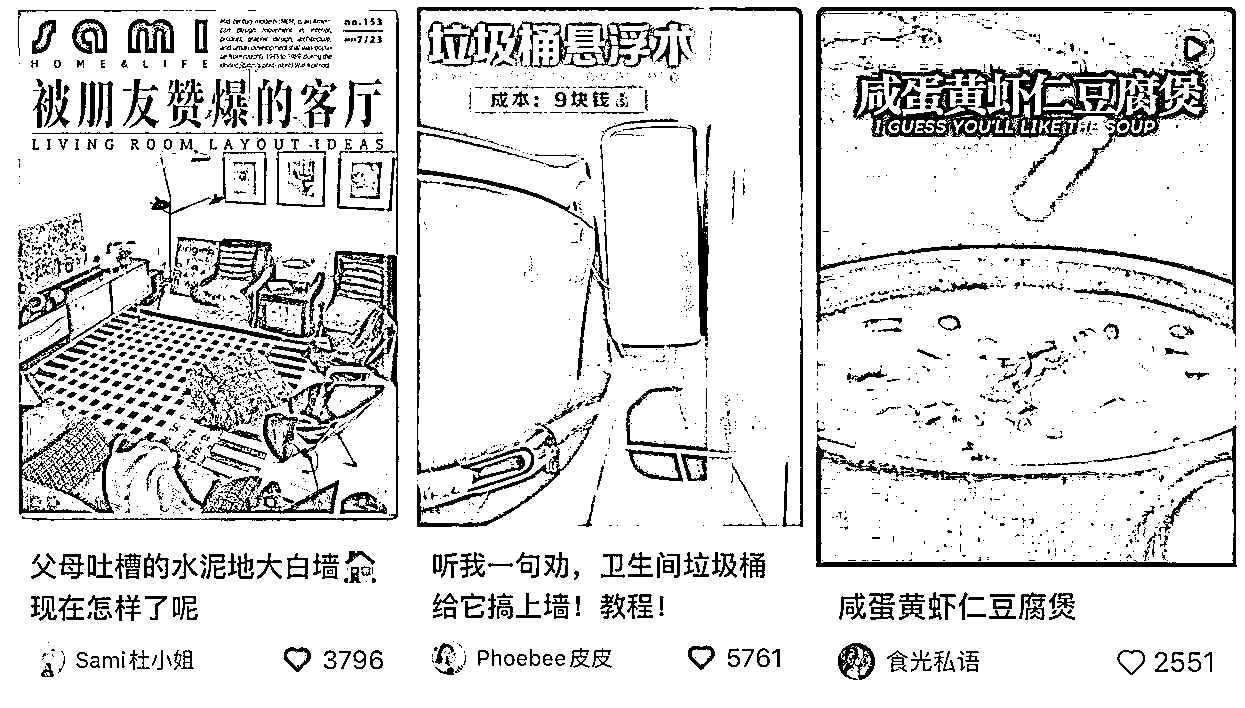 sami
HOME & LIFE
no.153
7/23
被朋友赞爆的客厅
LIVING ROOM LAYOUT IDEAS
父母吐槽的水泥地大白墙
现在怎样了呢
Sami杜小姐
3796
垃圾桶悬浮术
成本：9块钱
听我一句劝，卫生间垃圾桶
给它搞上墙！教程！
Phoebee皮皮
5761
咸蛋黄虾仁豆腐煲
I GUESS YOU'LL LIKE THE SOUP
咸蛋黄虾仁豆腐煲
食光私语
2551